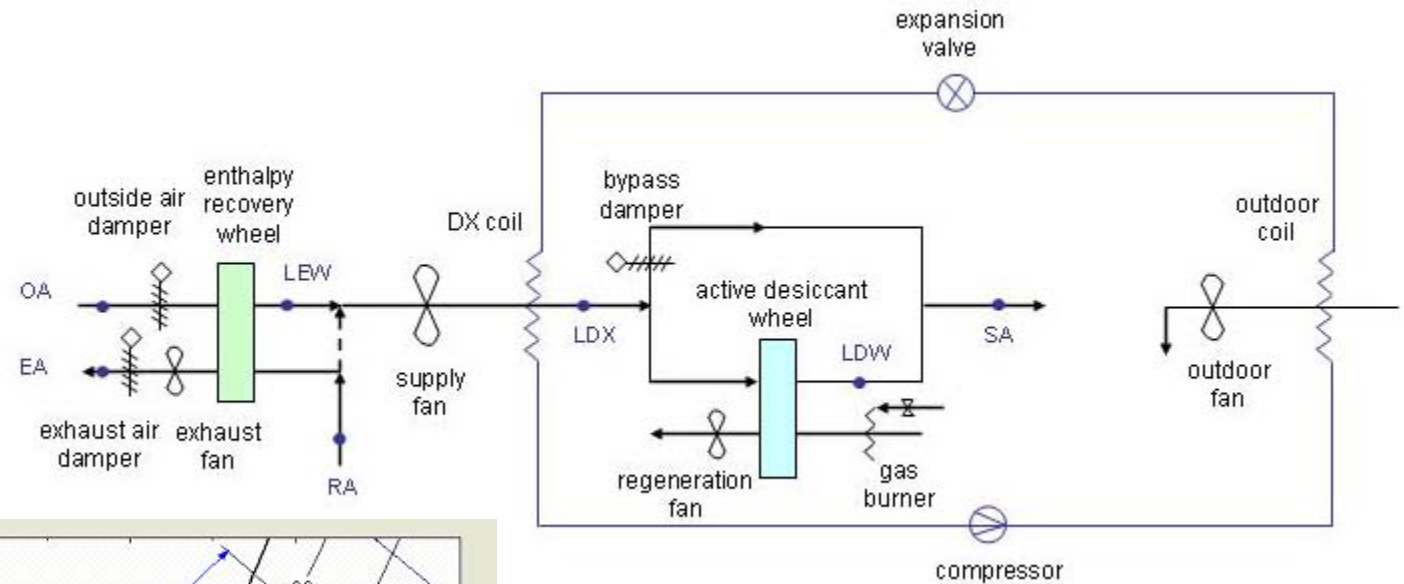 expansion
valve
enthalpy
recovery
wheel
outside air
damper
DX coil
bypass
damper
outdoor
coil
OA
LEW
active desiccant
wheel
LDX
LDW
SA
EA
supply
fan
outdoor
fan
exhaust air
damper
exhaust
fan
RA
regeneration
fan
gas
burner
compressor